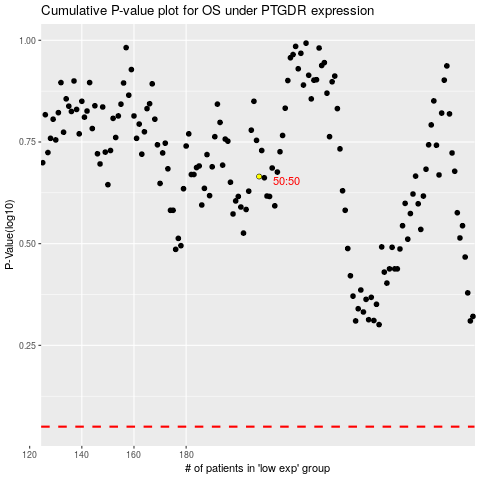 Cumulative P-value plot for OS under PTGDR expression
1.00
0.75
0.50
0.25
P-Value(log10)
50:50
120 140 160 180
# of patients in 'low exp' group